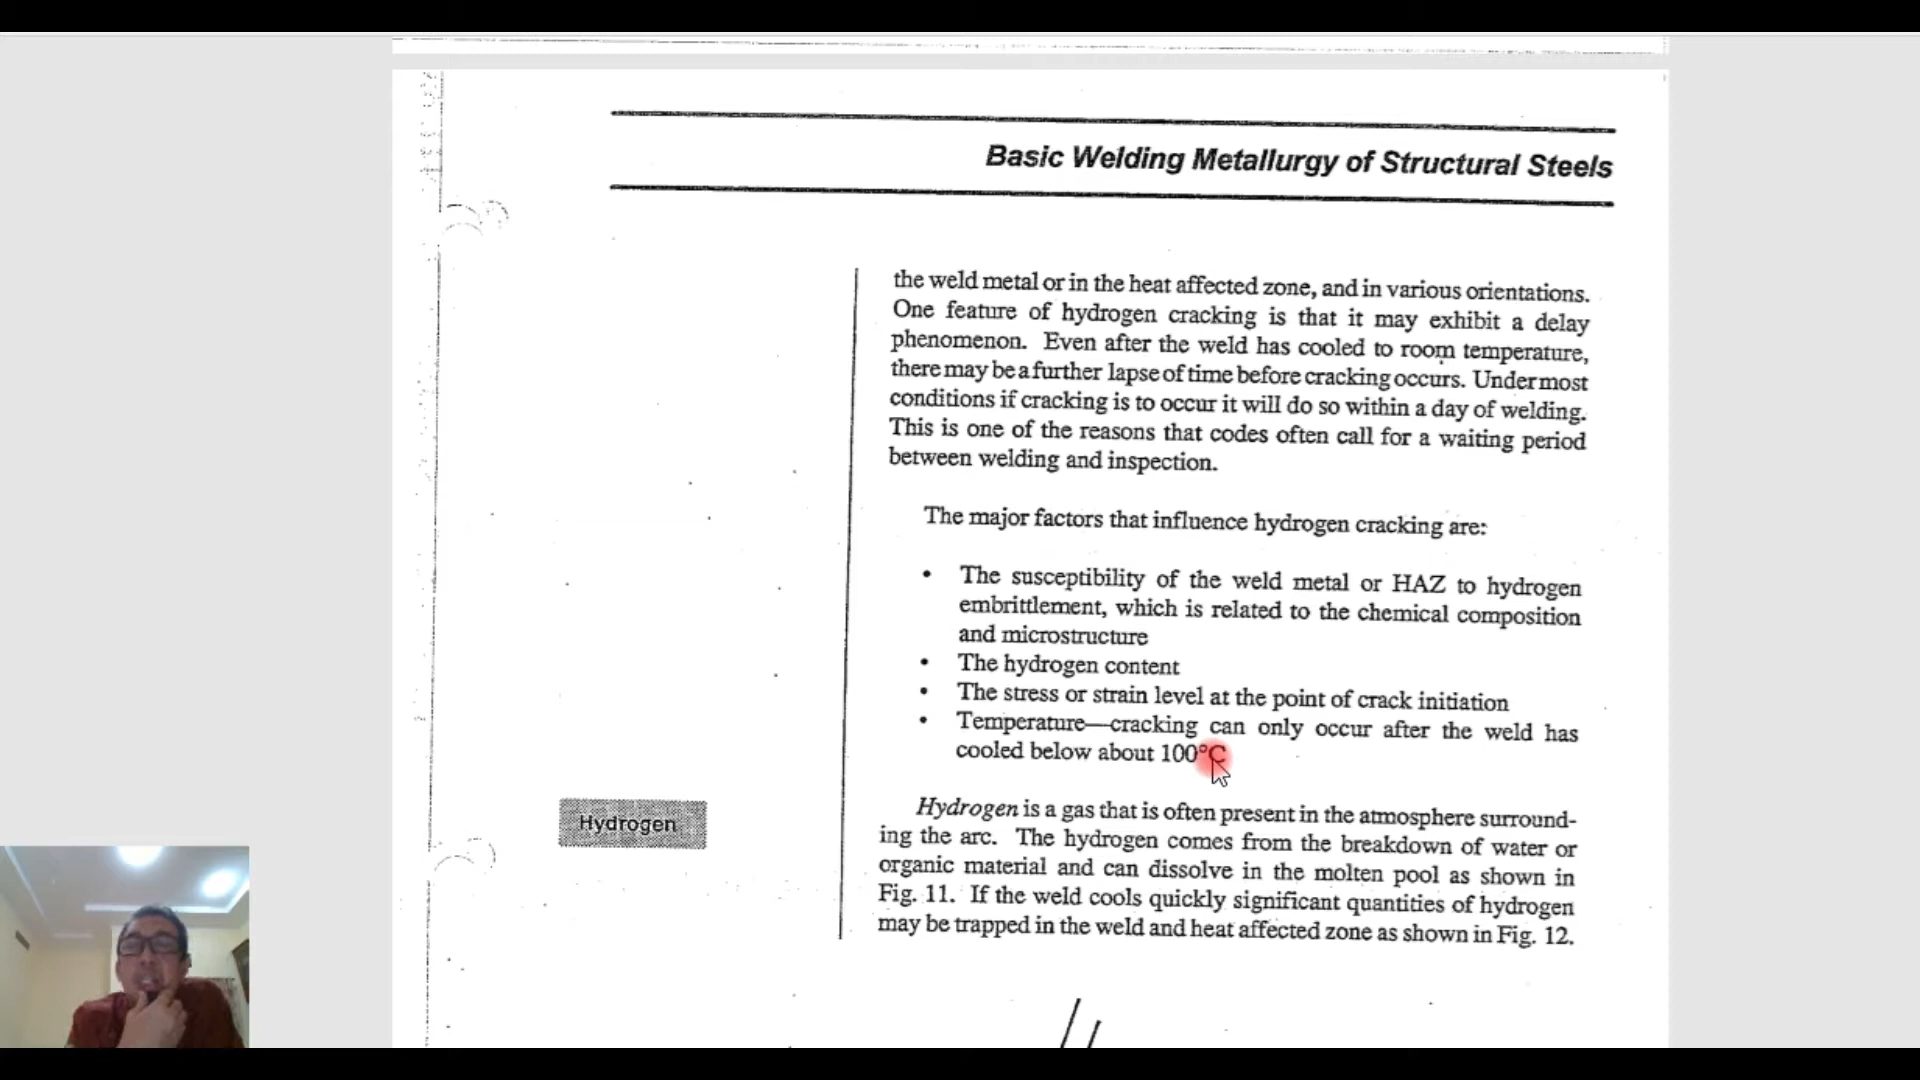 Basic Welding Metallurgy of Structural Steels
the weld metal or in the heat affected zone, and in various orientations.
One feature of hydrogen cracking is that it may exhibit a delay
phenomenon. Even after the weld has cooled to room temperature,
there may be a further lapse of time before cracking occurs. Under most
conditions if cracking is to occur it will do so within a day of welding.
This is one of the reasons that codes often call for a waiting period
between welding and inspection.
The major factors that influence hydrogen cracking are:
• The susceptibility of the weld metal or HAZ to hydrogen
embrittlement, which is related to the chemical composition
and microstructure
• The hydrogen content
• The stress or strain level at the point of crack initiation
• Temperature—cracking can only occur after the weld has
cooled below about 100°C
Hydrogen
Hydrogen is a gas that is often present in the atmosphere surround-
ing the arc. The hydrogen comes from the breakdown of water or
organic material and can dissolve in the molten pool as shown in
Fig. 11. If the weld cools quickly significant quantities of hydrogen
may be trapped in the weld and heat affected zone as shown in Fig. 12.